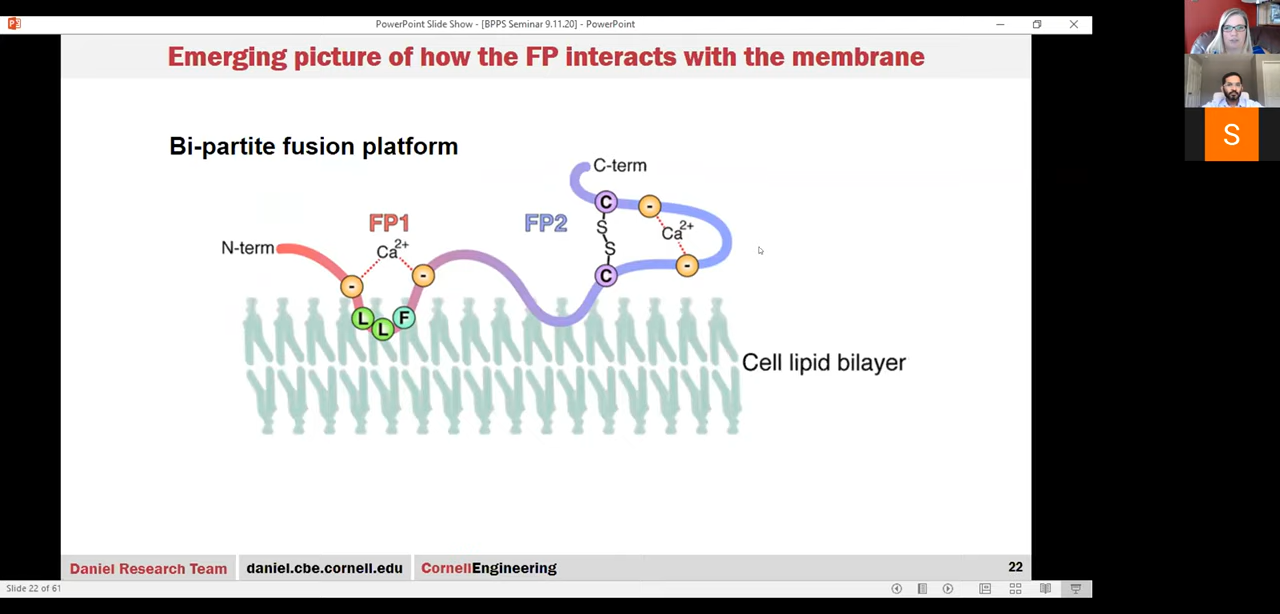 PowerPoint Slide Show - [BPPS Seminar 9.11.20] - PowerPoint
Emerging picture of how the FP interacts with the membrane
Bi-partite fusion platform
C-term
C
-
S
S
Ca2+
C
-
FP1
FP2
N-term
Ca2+
-
-
L
L
F
Cell lipid bilayer
Daniel Research Team
daniel.cbe.cornell.edu
CornellEngineering
22
Slide 22 of 61
S